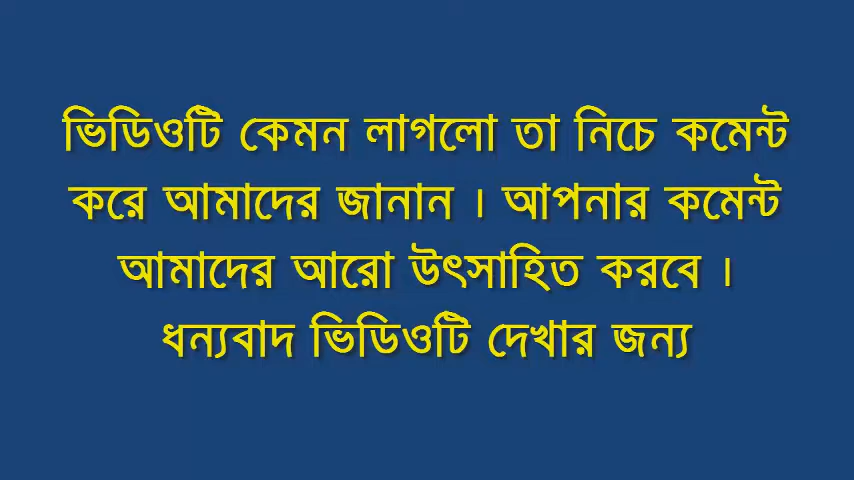 ভিডিওটি কেমন লাগলো তা নিচে কমেন্ট
করে আমাদের জানান । আপনার কমেন্ট
আমাদের আরো উৎসাহিত করবে ।
ধন্যবাদ ভিডিওটি দেখার জন্য